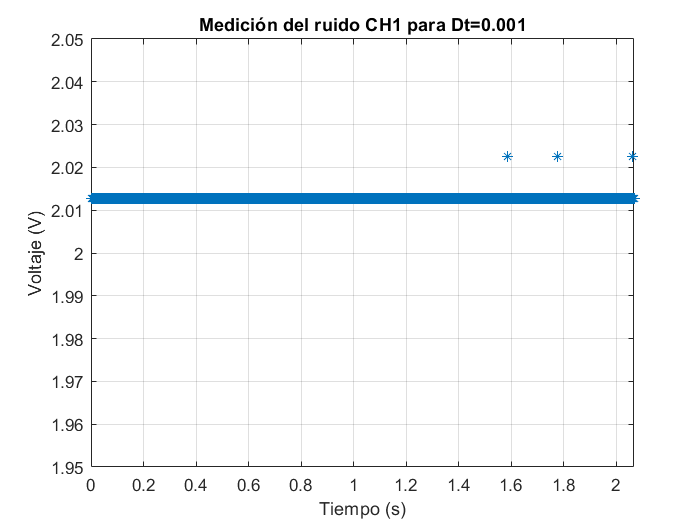 Medición del ruido CH1 para Dt=0.001
2.05
2.04
2.03
2.02
2.01
2
1.99
1.98
1.97
1.96
1.95
Voltaje (V)
0 0.2 0.4 0.6 0.8 1 1.2 1.4 1.6 1.8 2
Tiempo (s)